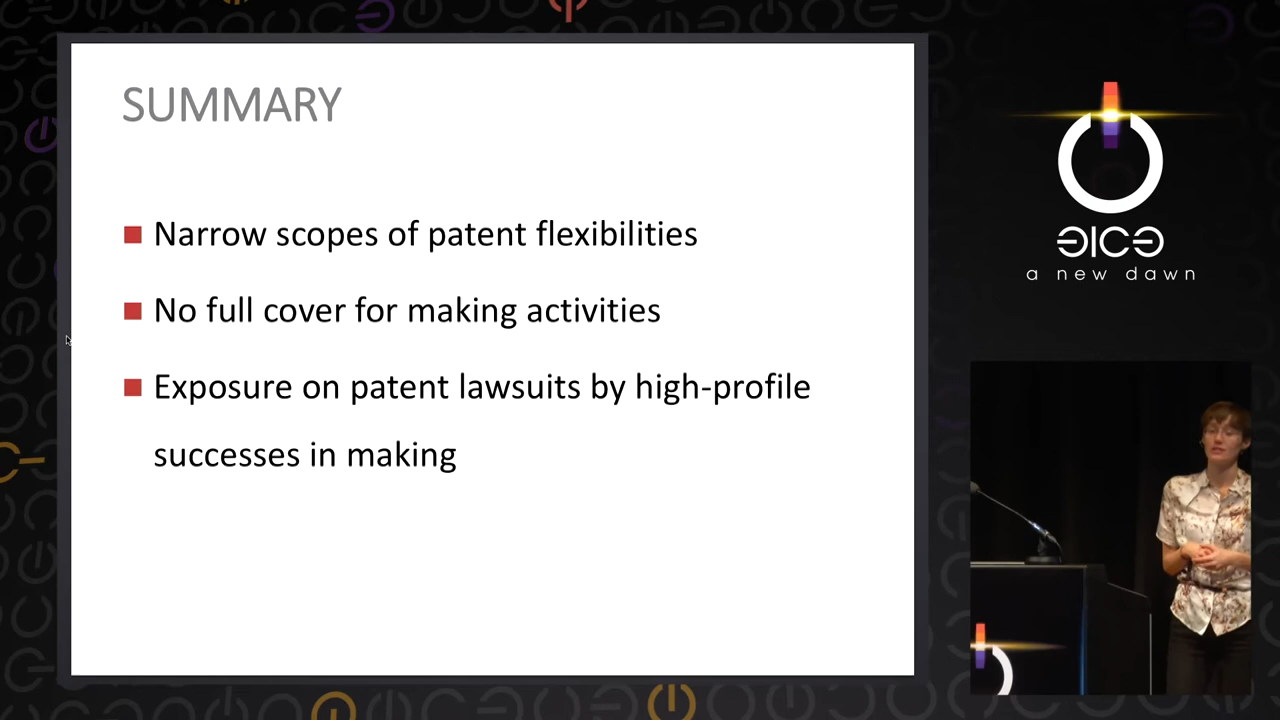 SUMMARY
Narrow scopes of patent flexibilities
No full cover for making activities
Exposure on patent lawsuits by high-profile
successes in making
a new dawn